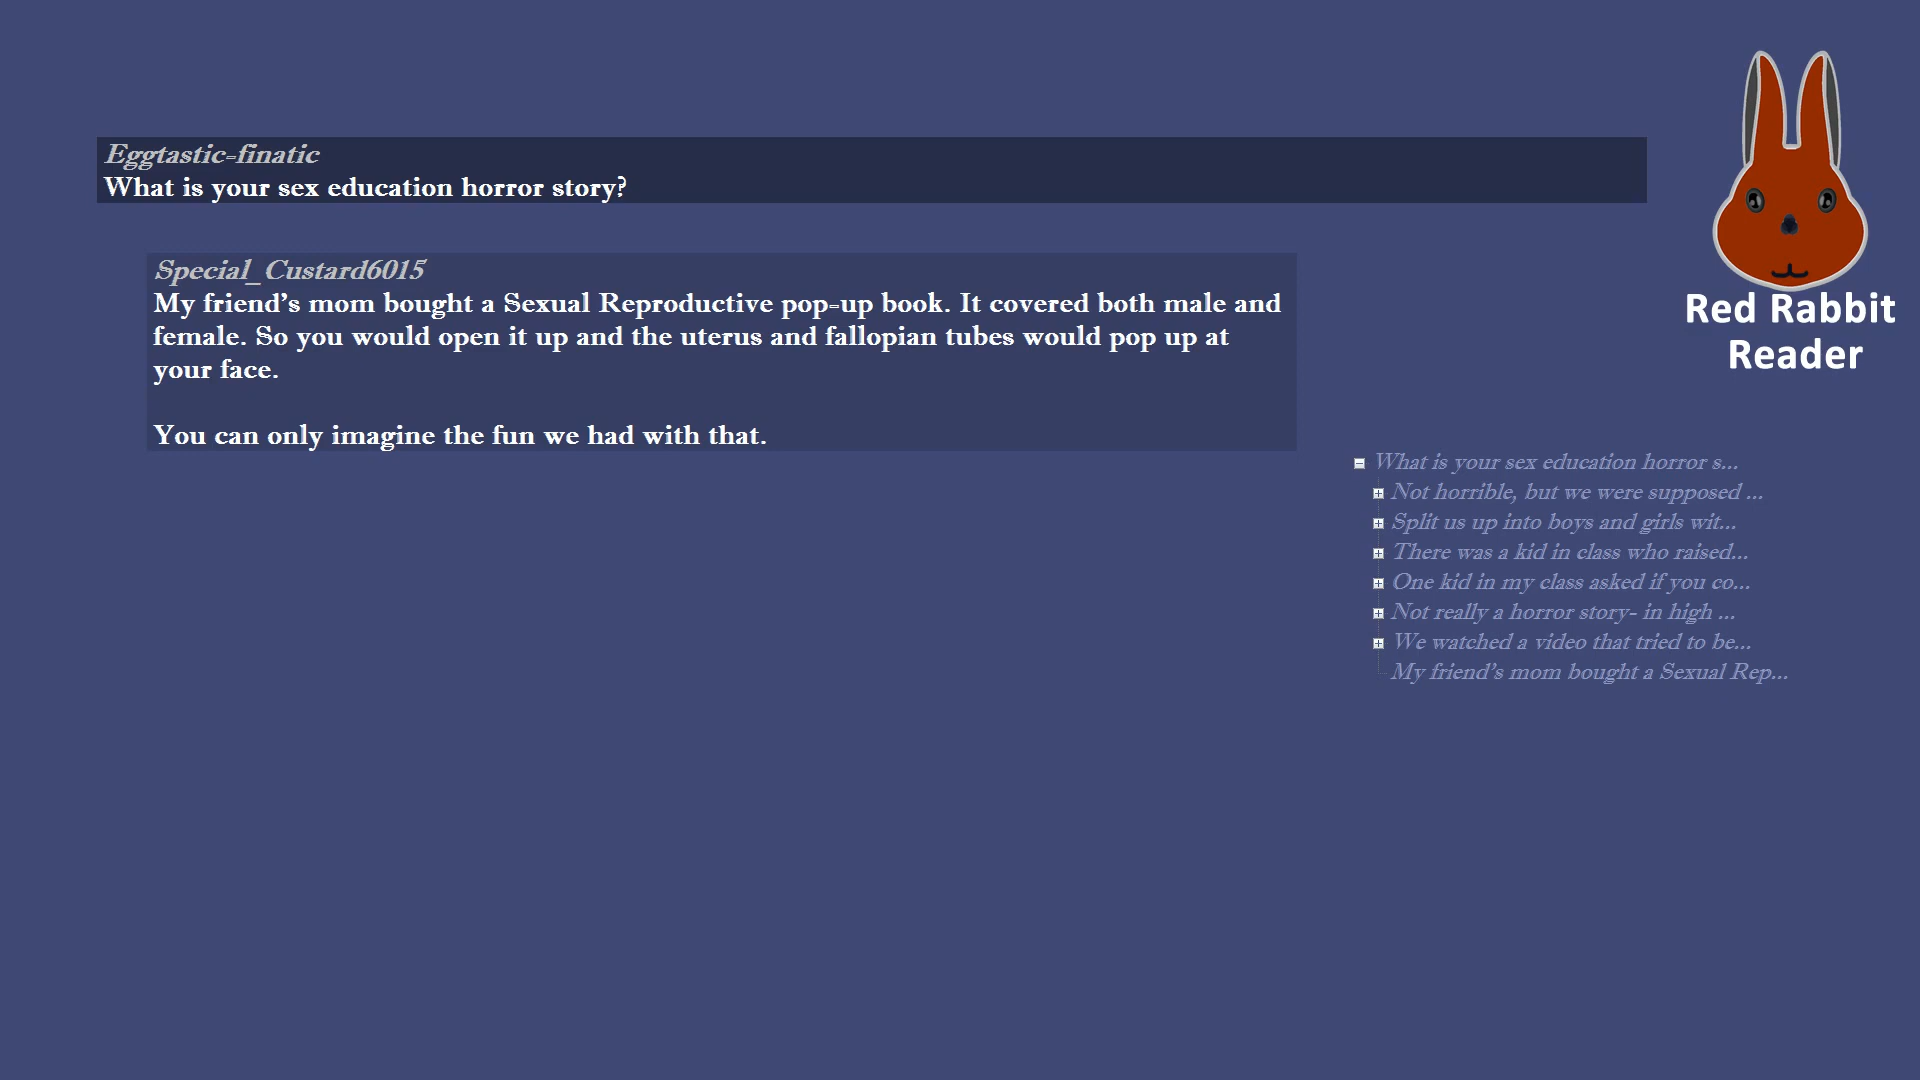 Eggtastic-finatic
What is your sex education horror story?
Special_Custard6015
My friend's mom bought a Sexual Reproductive pop-up book. It covered both male and
female. So you would open it up and the uterus and fallopian tubes would pop up at
your face.
You can only imagine the fun we had with that.
Red Rabbit
Reader
What is your sex education horror s...
Not horrible, but we were supposed ...
Split us up into boys and girls wit...
There was a kid in class who raised...
One kid in my class asked if you co...
Not really a horror story- in high ...
We watched a video that tried to be...
My friend's mom bought a Sexual Rep...